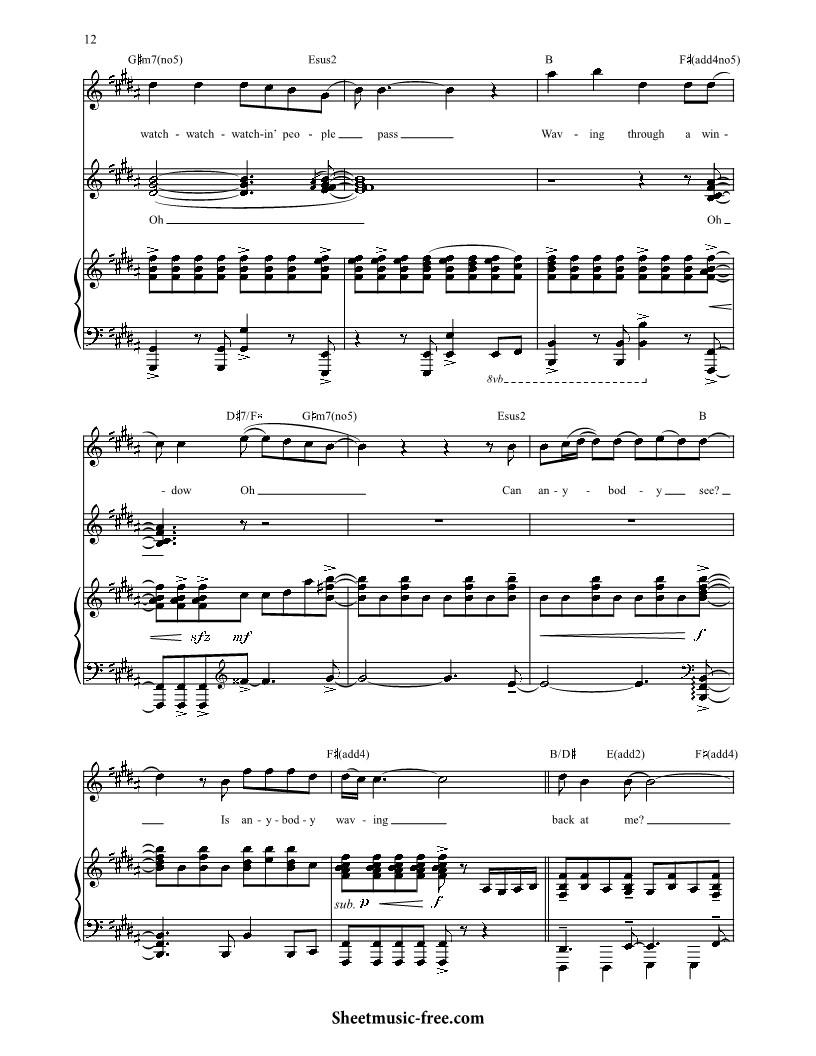 12
G♯m7(no5) Esus2 B F♯(add4no5)
watch - watch - watch-in' peo - ple pass Wav - ing through a win -
Oh Oh
8vb
D♯7/F𝄪 G♯m7(no5) Esus2 B
- dow Oh Can an - y - bod - y see?
sfz mf f
F♯(add4) B/D♯ E(add2) F♯(add4)
Is an - y - bod - y wav - ing back at me?
sub. p f
Sheetmusic-free.com